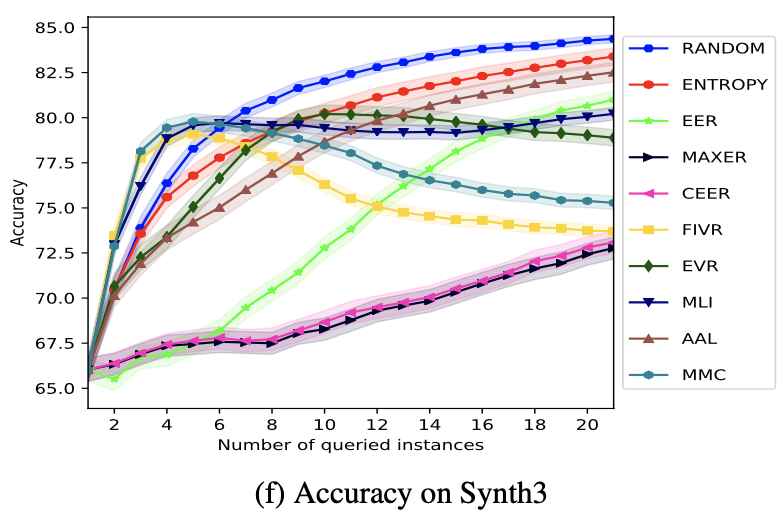 85.0
82.5
80.0
77.5
75.0
72.5
70.0
67.5
65.0
Accuracy
2 4 6 8 10 12 14 16 18 20
Number of queried instances
RANDOM
ENTROPY
EER
MAXER
CEER
FIVR
EVR
MLI
AAL
MMC
(f) Accuracy on Synth3